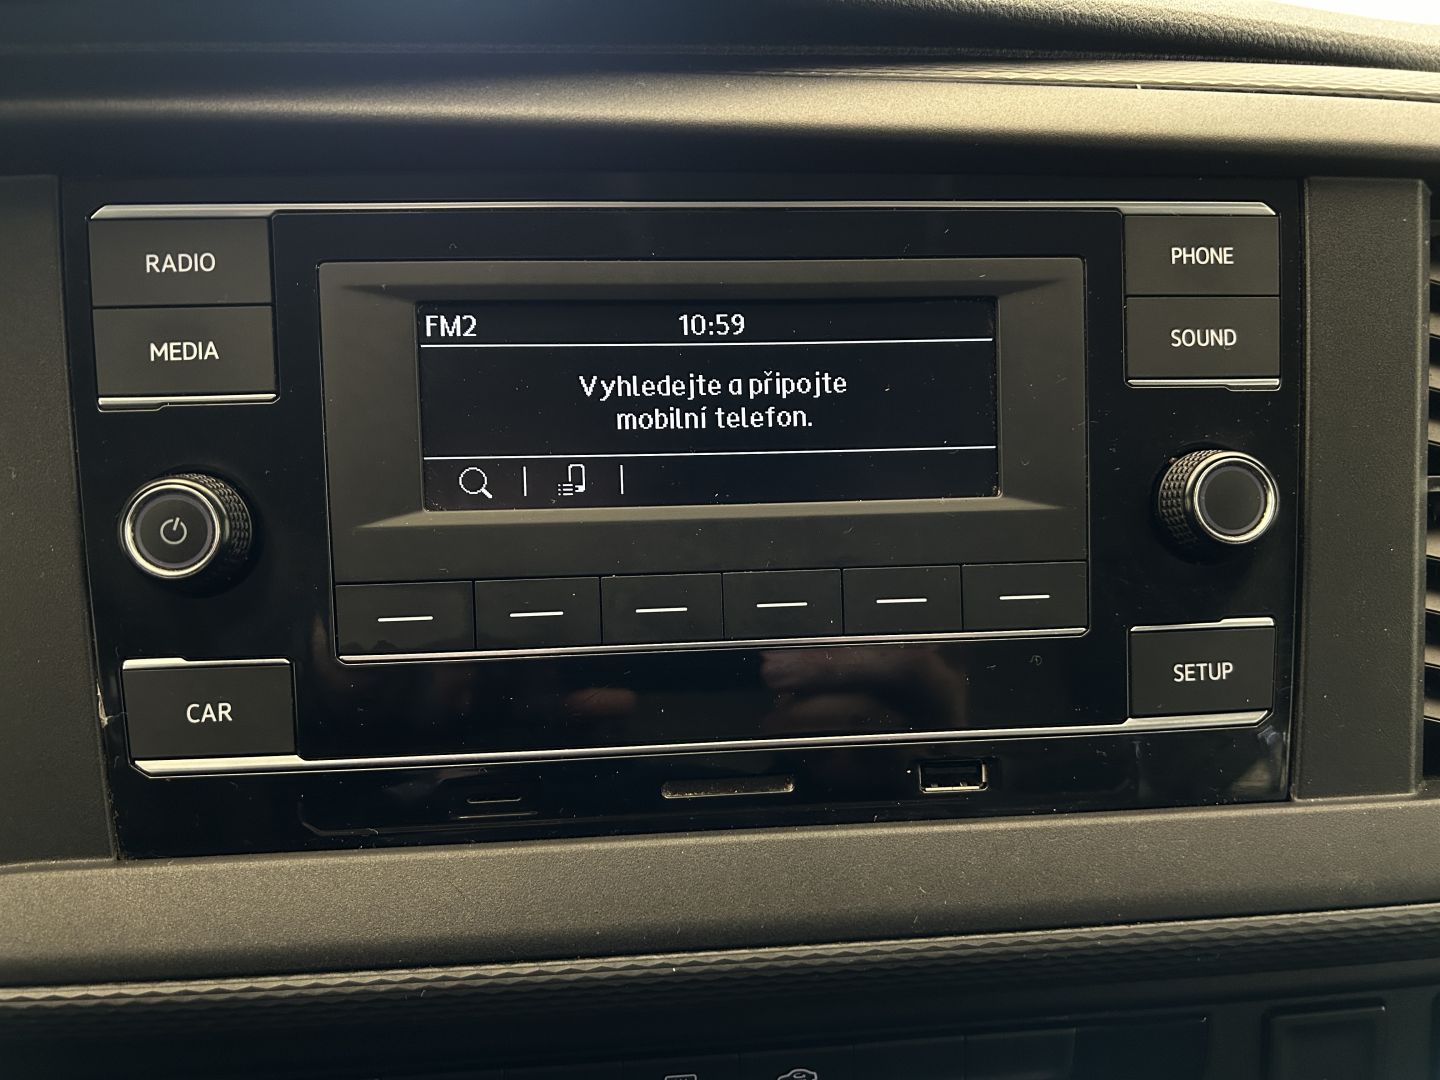 RADIO
MEDIA
FM2 10:59
Vyhledejte a připojte
mobilní telefon.
PHONE
SOUND
CAR
SETUP